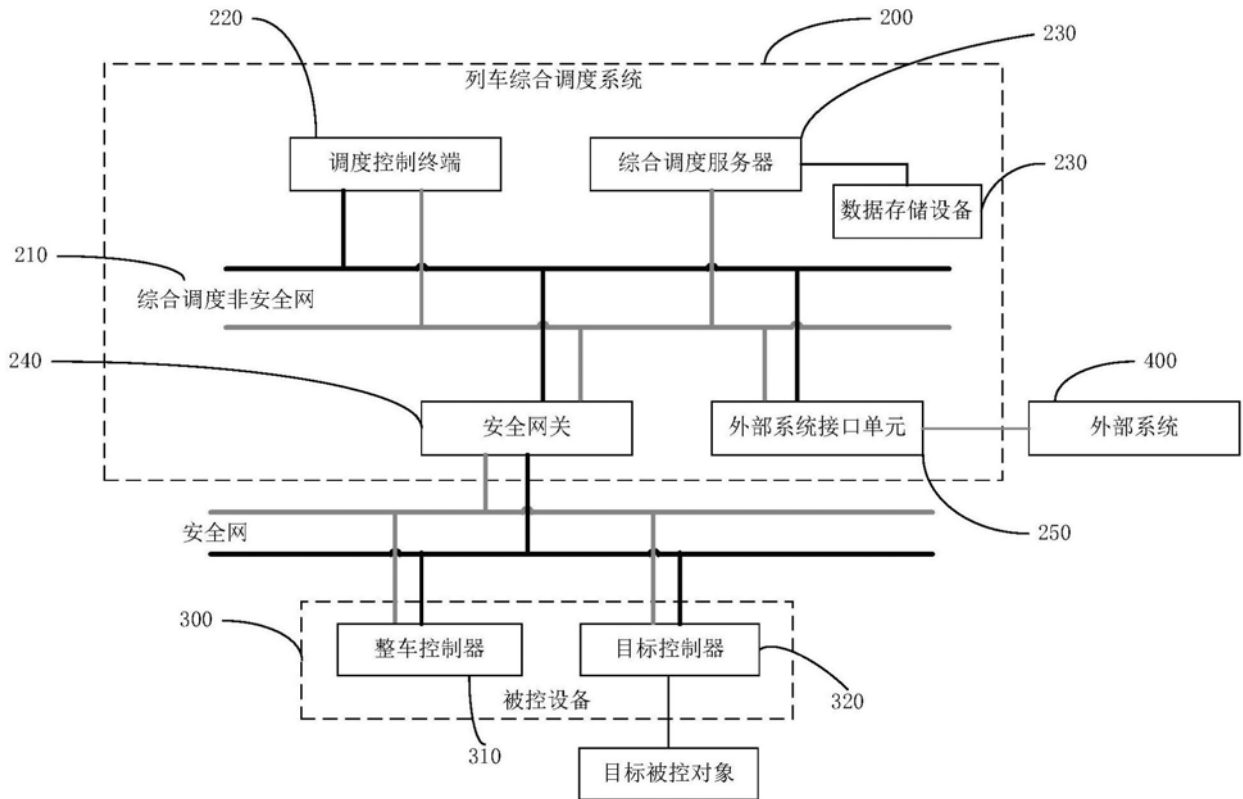 220
200
230
列车综合调度系统
调度控制终端
综合调度服务器
230
数据存储设备
210
综合调度非安全网
240
400
安全网关
外部系统接口单元
外部系统
安全网
250
300
整车控制器
目标控制器
被控设备
320
310
目标被控对象